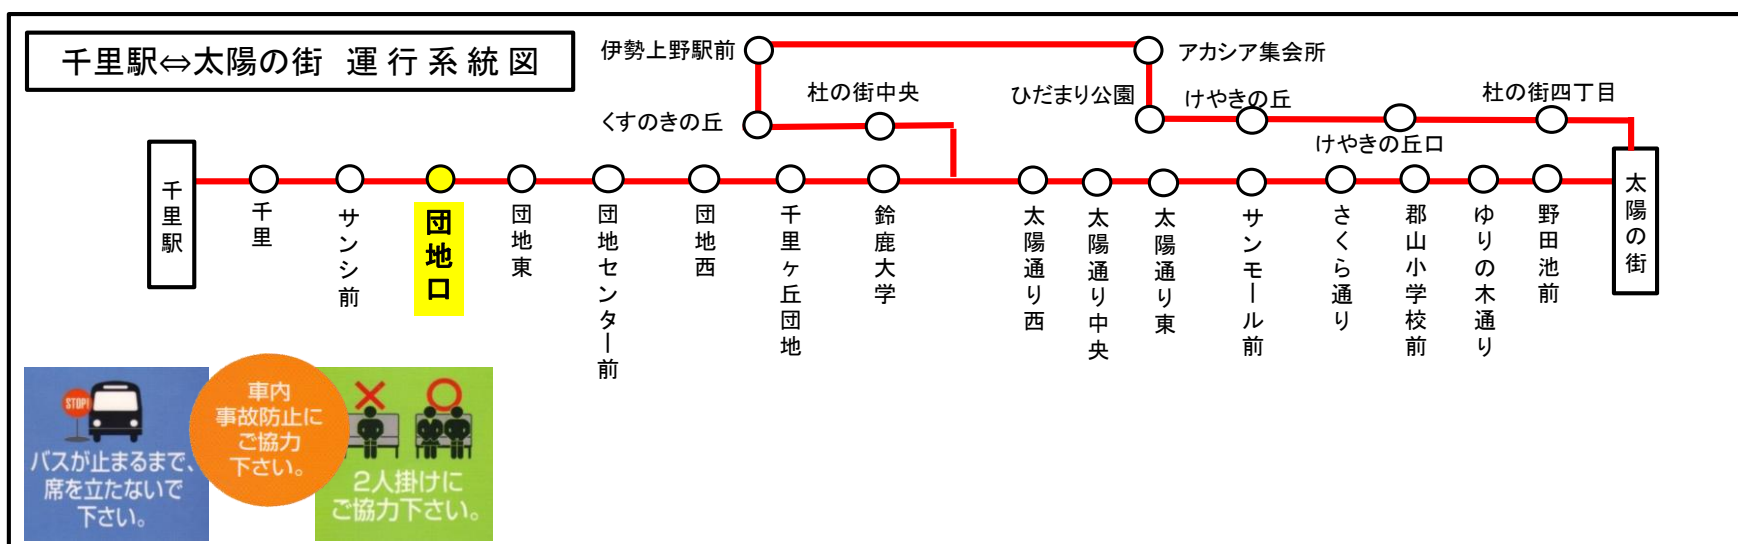 千里駅⇔太陽の街 運行系統図
伊勢上野駅前
アカシア集会所
杜の街中央
くすのきの丘
ひだまり公園
けやきの丘
けやきの丘口
杜の街四丁目
千里駅
千里
サンシ前
団地口
団地東
団地センター前
団地西
千里ヶ丘団地
鈴鹿大学
太陽通り西
太陽通り中央
太陽通り東
サンモール前
さくら通り
郡山小学校前
ゆりの木通り
野田池前
太陽の街
STOP!
バスが止まるまで、
席を立たないで
下さい。
車内
事故防止に
ご協力
下さい。
2人掛けに
ご協力下さい。